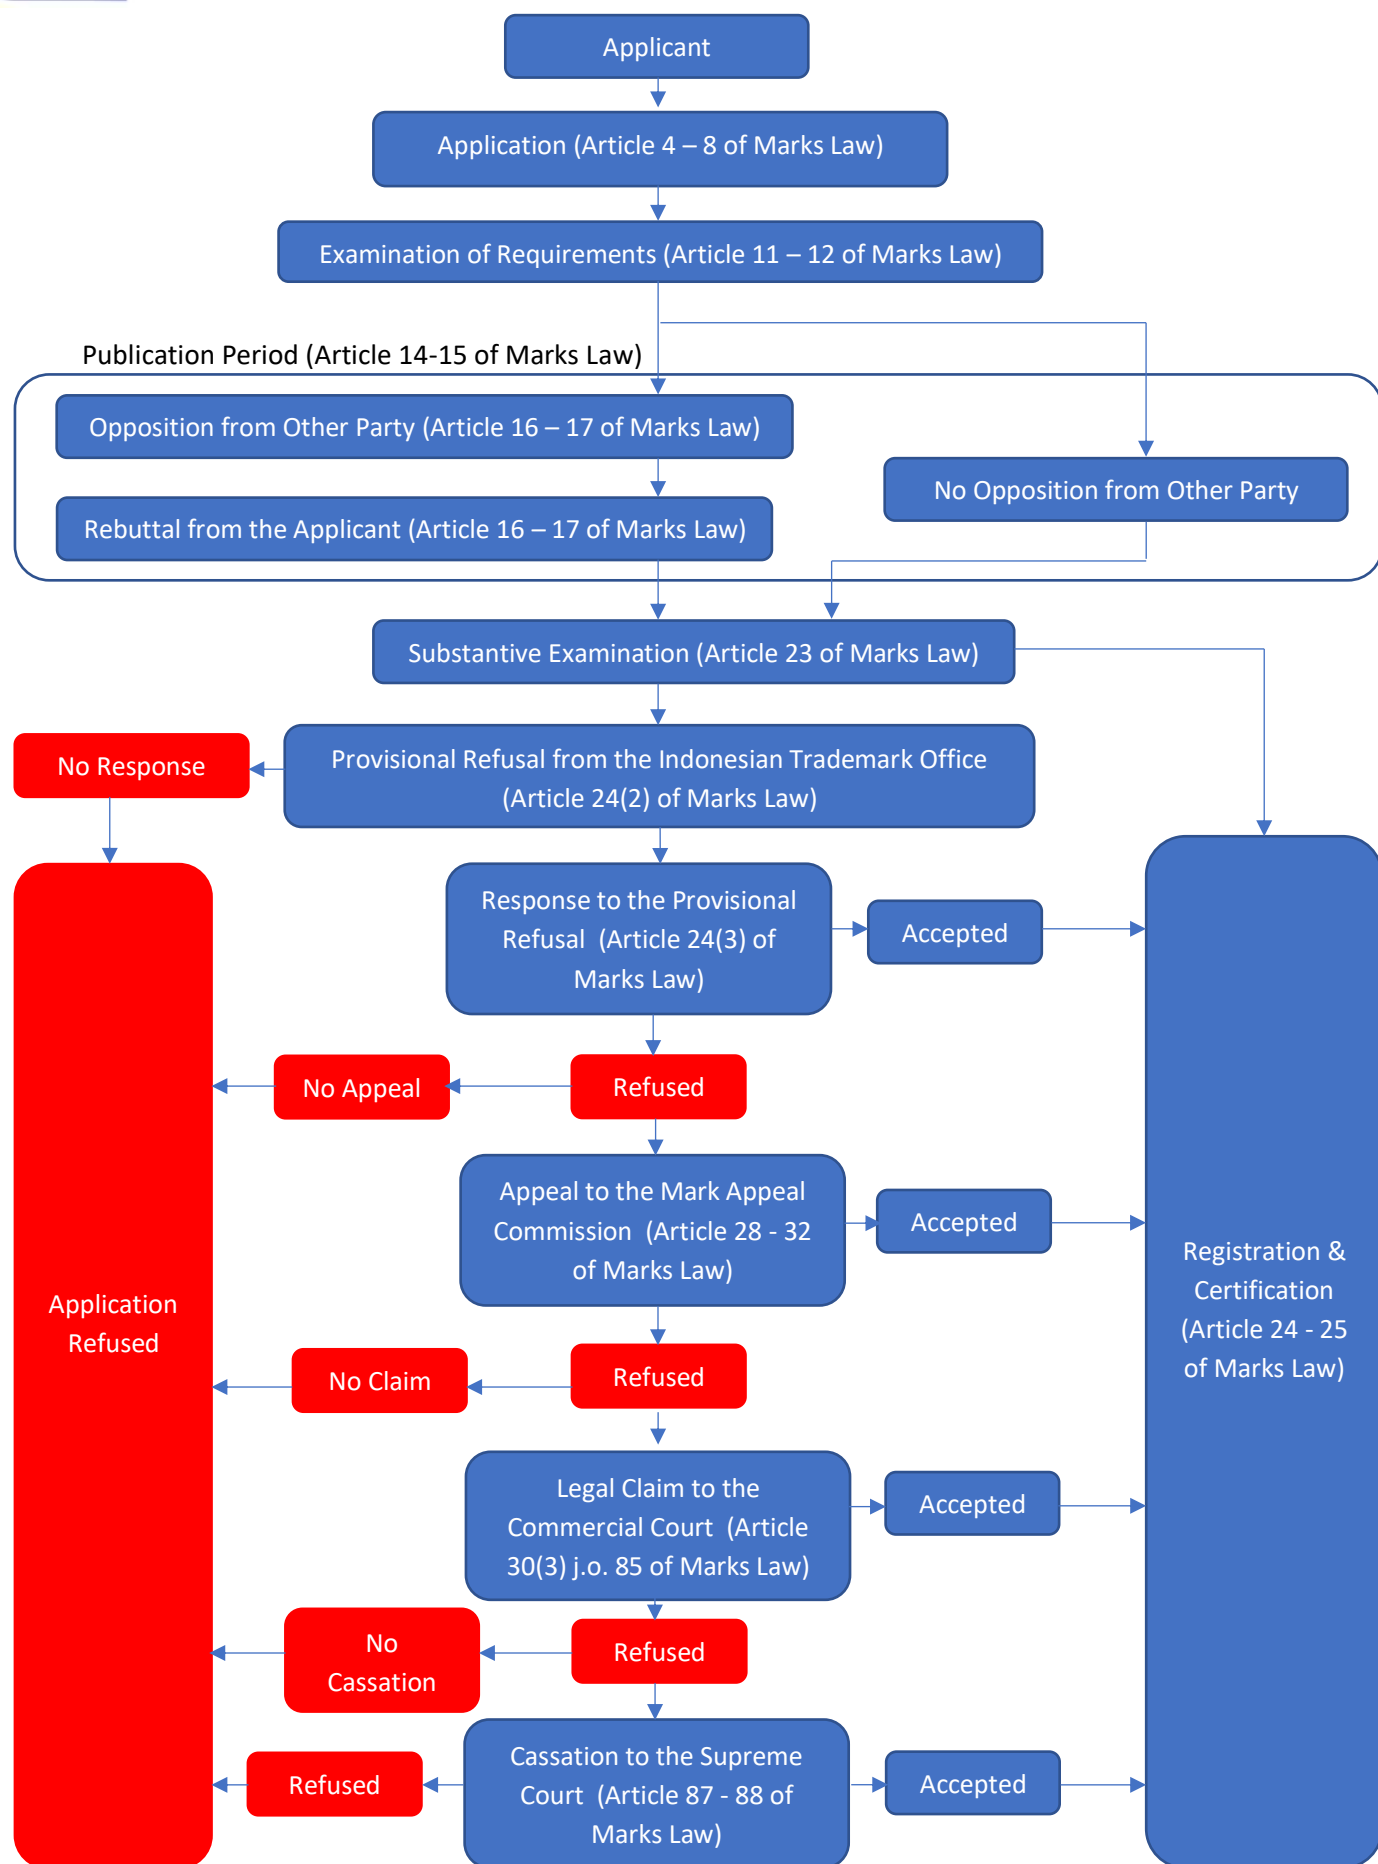 Applicant
Application (Article 4 – 8 of Marks Law)
Examination of Requirements (Article 11 – 12 of Marks Law)
Publication Period (Article 14-15 of Marks Law)
Opposition from Other Party (Article 16 – 17 of Marks Law)
No Opposition from Other Party
Rebuttal from the Applicant (Article 16 – 17 of Marks Law)
Substantive Examination (Article 23 of Marks Law)
No Response
Provisional Refusal from the Indonesian Trademark Office
(Article 24(2) of Marks Law)
Response to the Provisional
Refusal (Article 24(3) of
Marks Law)
Accepted
No Appeal
Refused
Appeal to the Mark Appeal
Commission (Article 28 - 32
of Marks Law)
Accepted
Registration &
Certification
(Article 24 - 25
of Marks Law)
Application
Refused
No Claim
Refused
Legal Claim to the
Commercial Court (Article
30(3) j.o. 85 of Marks Law)
Accepted
No
Cassation
Refused
Cassation to the Supreme
Court (Article 87 - 88 of
Marks Law)
Refused
Accepted